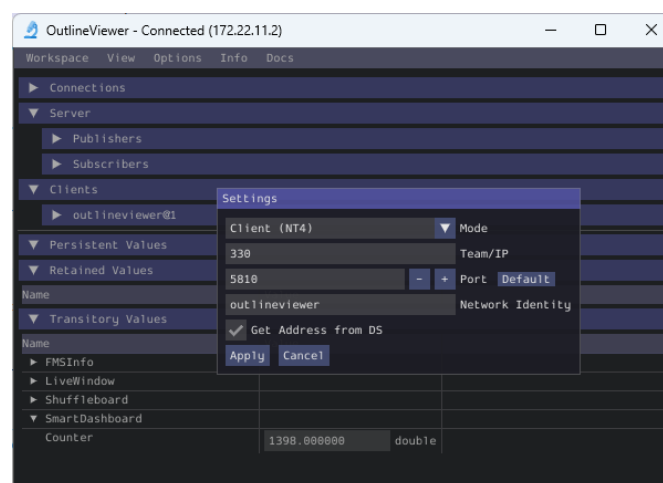 OutlineViewer - Connected (172.22.11.2)
Workspace View Options Info Docs
Connections
Server
Publishers
Subscribers
Clients
outlineviewer@1
Persistent Values
Retained Values
Name
Transitory Values
Name
FMSInfo
LiveWindow
Shuffleboard
SmartDashboard
Counter 1398.000000 double
Settings
Client (NT4) Mode
330 Team/IP
5810 - + Port Default
outlineviewer Network Identity
Get Address from DS
Apply Cancel